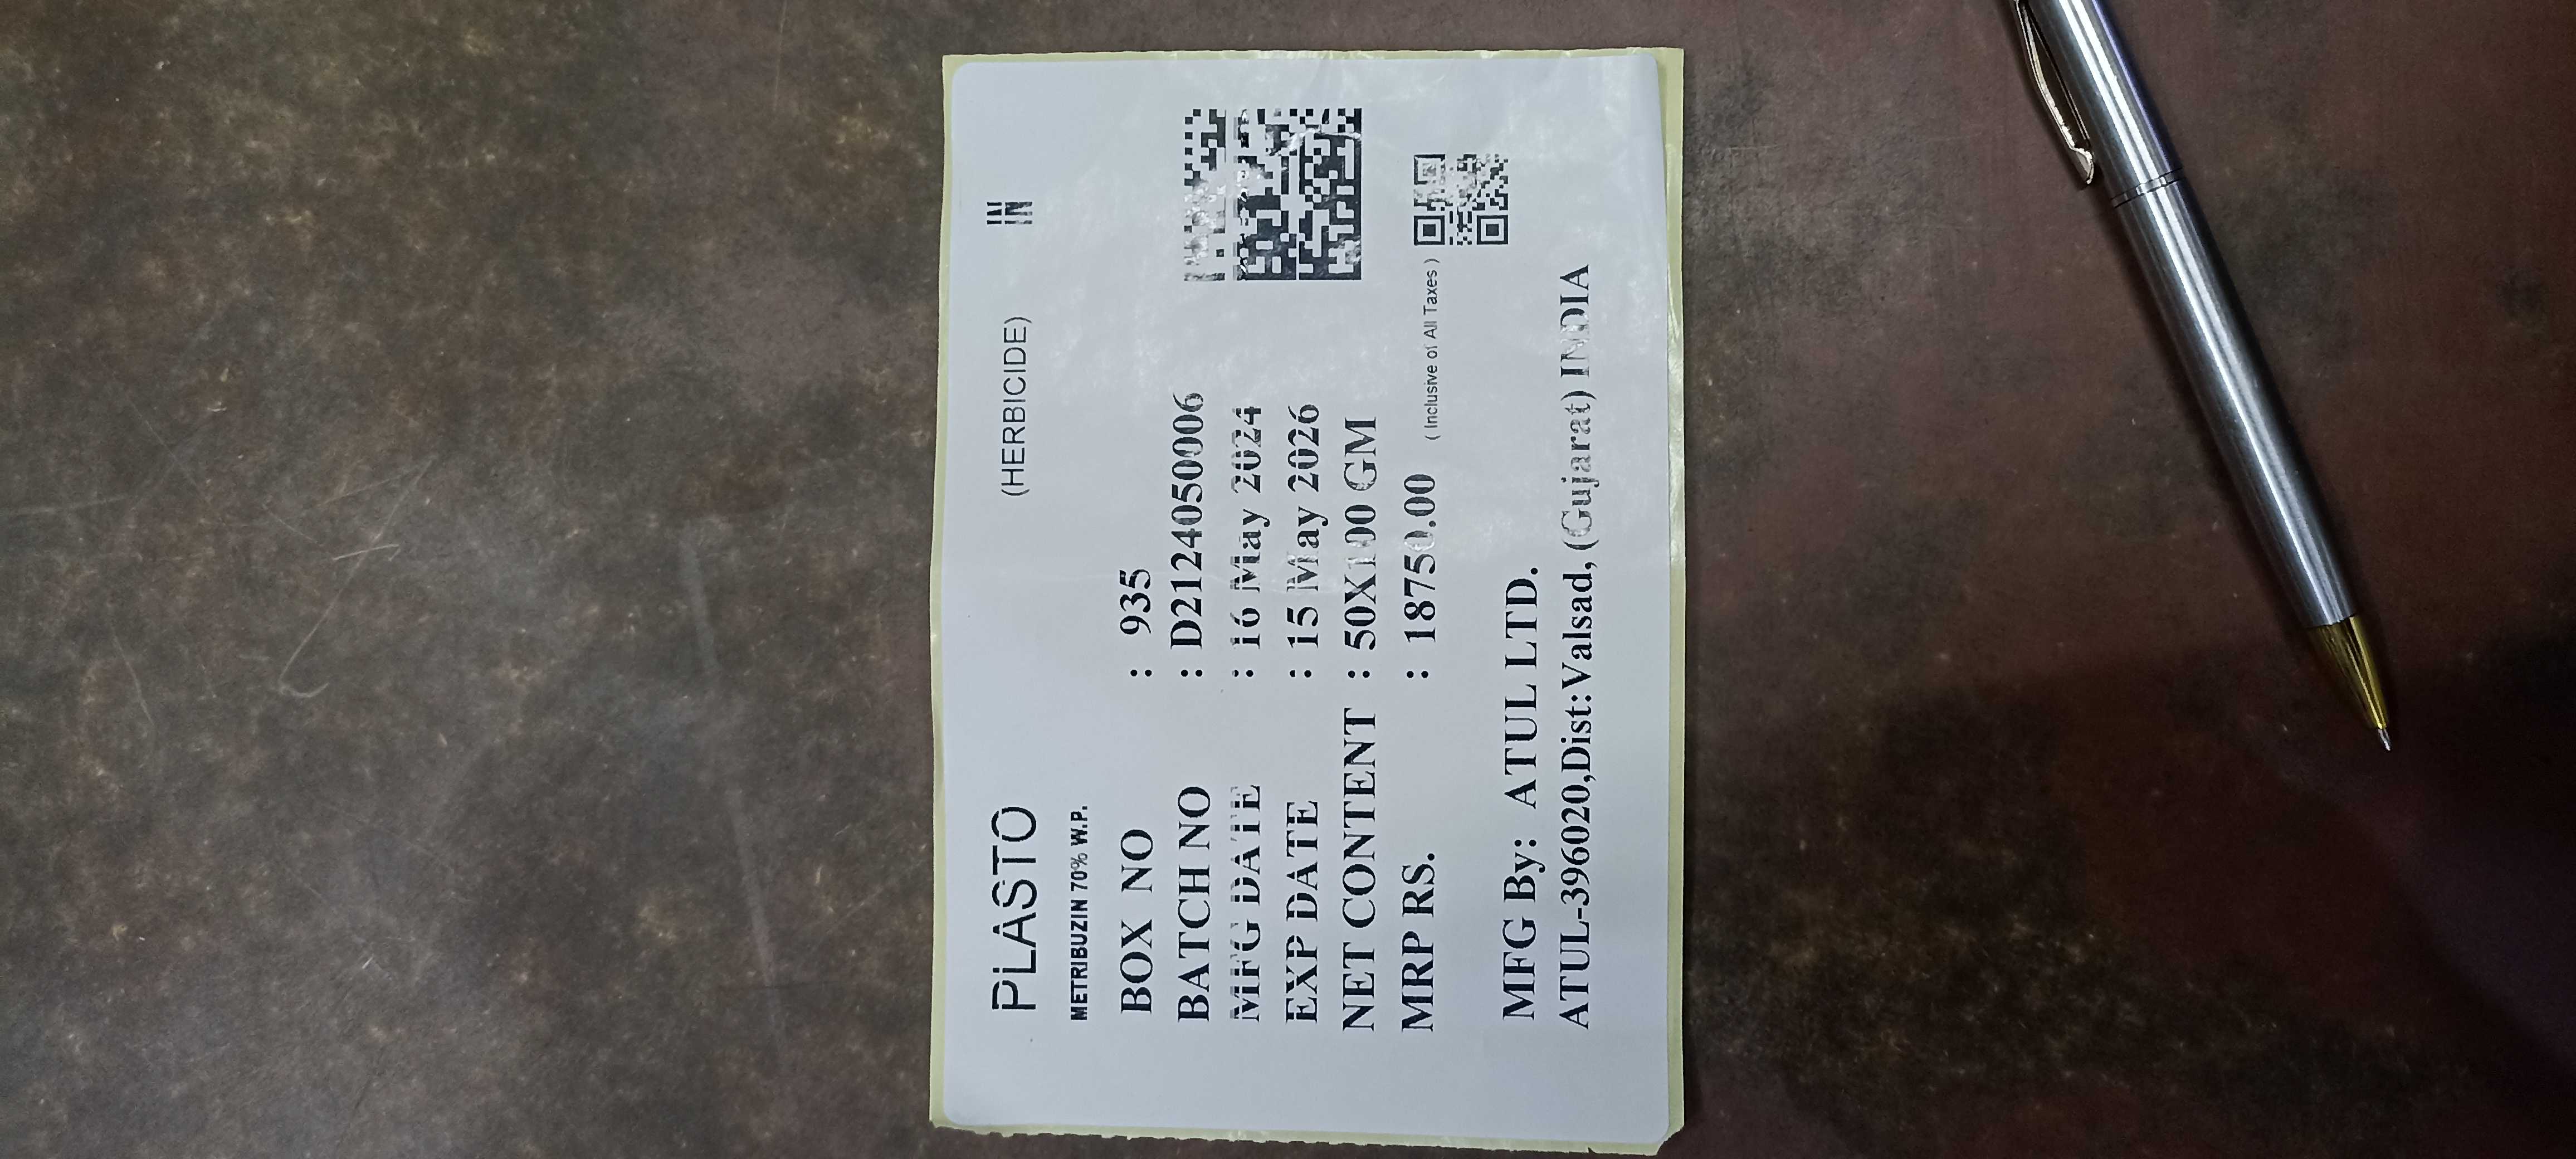 PLASTO (HERBICIDE) IN
IN
METRIBUZIN 70% W.P.
BOX NO : 935
BATCH NO : D2124050006
MFG DATE : 16 May 2024
EXP DATE : 15 May 2026
NET CONTENT : 50X100 GM
MRP RS. : 18750.00 ( Inclusive of All Taxes )
MFG By: ATUL LTD.
ATUL-396020,Dist:Valsad, (Gujarat) INDIA